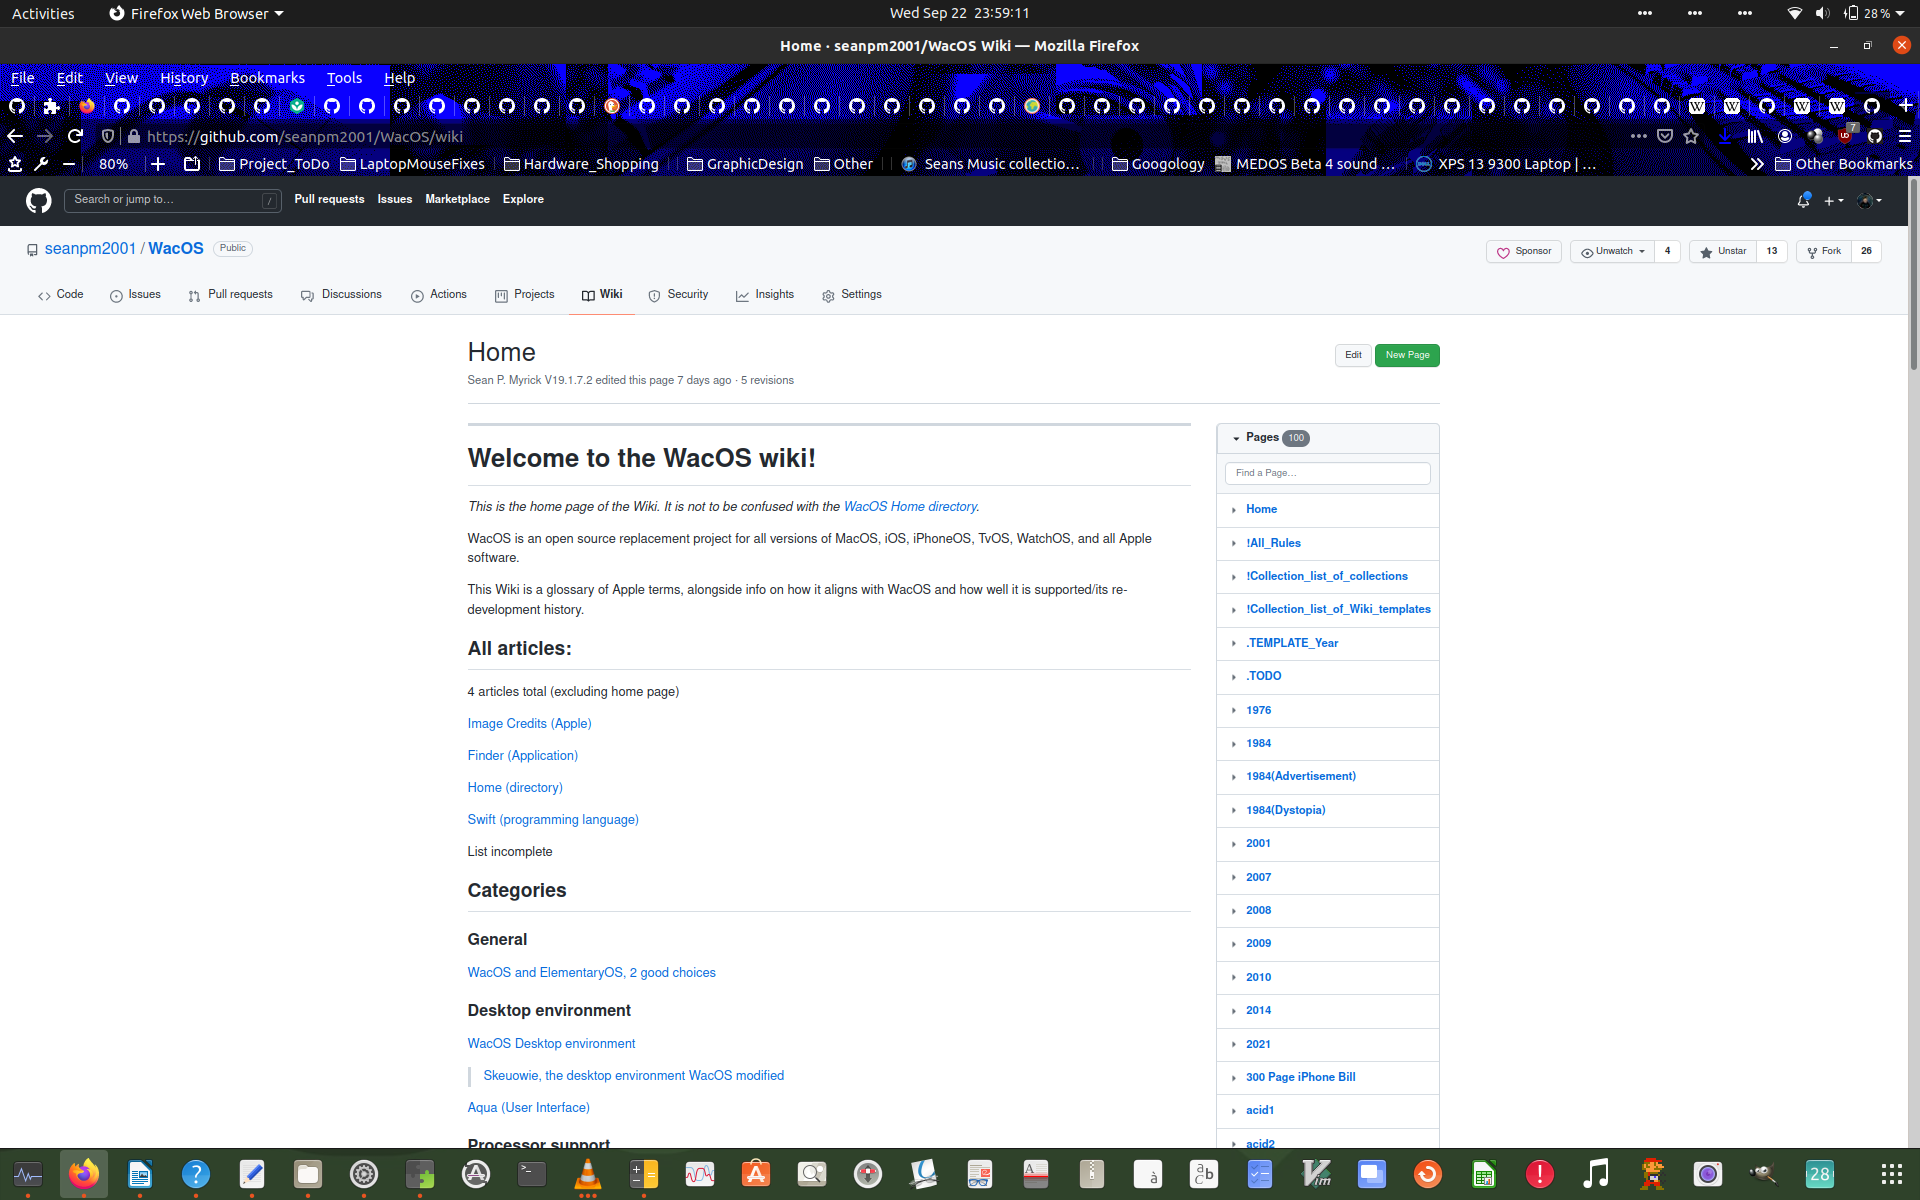 Activities Firefox Web Browser Wed Sep 22 23:59:11 28 %
Home · seanpm2001/WacOS Wiki — Mozilla Firefox
File Edit View History Bookmarks Tools Help
https://github.com/seanpm2001/WacOS/wiki 7
80% Project_ToDo LaptopMouseFixes Hardware_Shopping GraphicDesign Other Seans Music collectio… Googology MEDOS Beta 4 sound … XPS 13 9300 Laptop | … Other Bookmarks
Search or jump to… / Pull requests Issues Marketplace Explore
seanpm2001 / WacOS Public Sponsor Unwatch 4 Unstar 13 Fork 26
Code Issues Pull requests Discussions Actions Projects Wiki Security Insights Settings
Home Edit New Page
Sean P. Myrick V19.1.7.2 edited this page 7 days ago · 5 revisions
Welcome to the WacOS wiki!
This is the home page of the Wiki. It is not to be confused with the WacOS Home directory.
WacOS is an open source replacement project for all versions of MacOS, iOS, iPhoneOS, TvOS, WatchOS, and all Apple
software.
This Wiki is a glossary of Apple terms, alongside info on how it aligns with WacOS and how well it is supported/its re-
development history.
All articles:
4 articles total (excluding home page)
Image Credits (Apple)
Finder (Application)
Home (directory)
Swift (programming language)
List incomplete
Categories
General
WacOS and ElementaryOS, 2 good choices
Desktop environment
WacOS Desktop environment
Skeuowie, the desktop environment WacOS modified
Aqua (User Interface)
Processor support
Pages 100
Find a Page…
Home
!All_Rules
!Collection_list_of_collections
!Collection_list_of_Wiki_templates
.TEMPLATE_Year
.TODO
1976
1984
1984(Advertisement)
1984(Dystopia)
2001
2007
2008
2009
2010
2014
2021
300 Page iPhone Bill
acid1
acid2
28